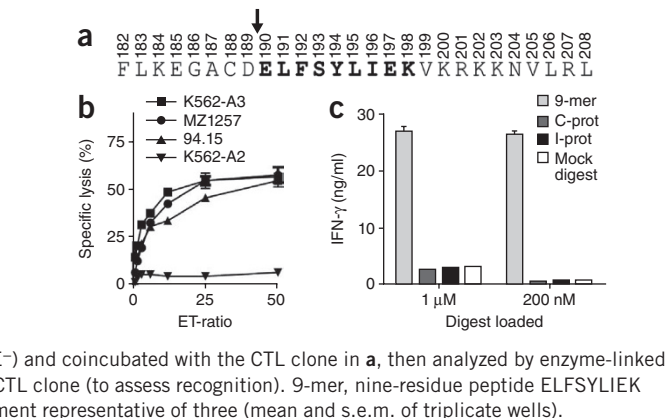 a
182 183 184 185 186 187 188 189 190 191 192 193 194 195 196 197 198 199 200 201 202 203 204 205 206 207 208
F L K E G A C D E L F S Y L I E K V K R K K V L R L
b
K562-A3
MZ1257
94.15
K562-A2
Specific lysis (%)
75
50
25
0
0 25 50
ET-ratio
c
9-mer
C-prot
I-prot
Mock
digest
IFN-γ (ng/ml)
30
20
10
0
1 μM 200 nM
Digest loaded
E⁻) and coincubated with the CTL clone in a, then analyzed by enzyme-linked
CTL clone (to assess recognition). 9-mer, nine-residue peptide ELFSYLIEK
ment representative of three (mean and s.e.m. of triplicate wells).